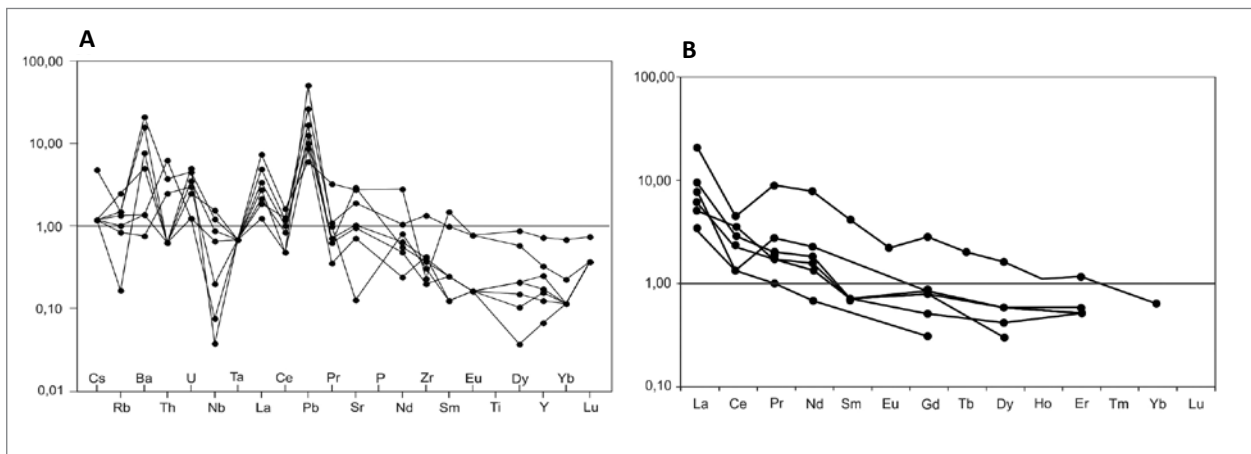 A
100,00
10,00
1,00
0,10
0,01
Cs Ba U Ta Ce Pr P Zr Eu Dy Yb
Rb Th Nb La Pb Sr Nd Sm Ti Y Lu
B
100,00
10,00
1,00
0,10
La Ce Pr Nd Sm Eu Gd Tb Dy Ho Er Tm Yb Lu